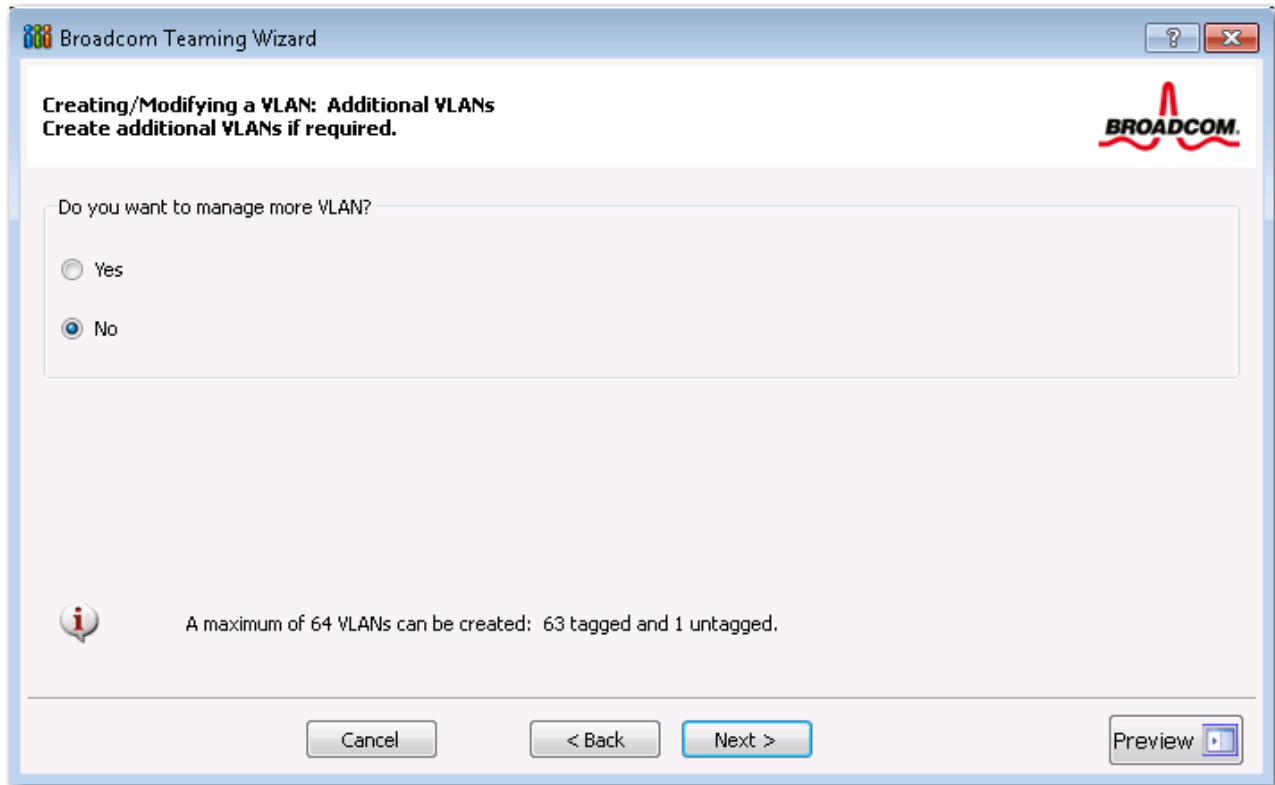 Broadcom Teaming Wizard
Creating/Modifying a VLAN: Additional VLANs
Create additional VLANs if required.
BROADCOM.
Do you want to manage more VLAN?
Yes
No
A maximum of 64 VLANs can be created: 63 tagged and 1 untagged.
Cancel
< Back
Next >
Preview